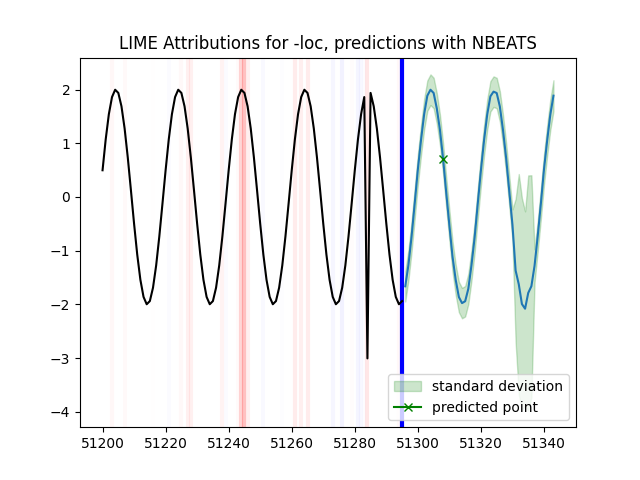 LIME Attributions for -loc, predictions with NBEATS
2
1
0
−1
−2
−3
−4
standard deviation
predicted point
51200 51220 51240 51260 51280 51300 51320 51340